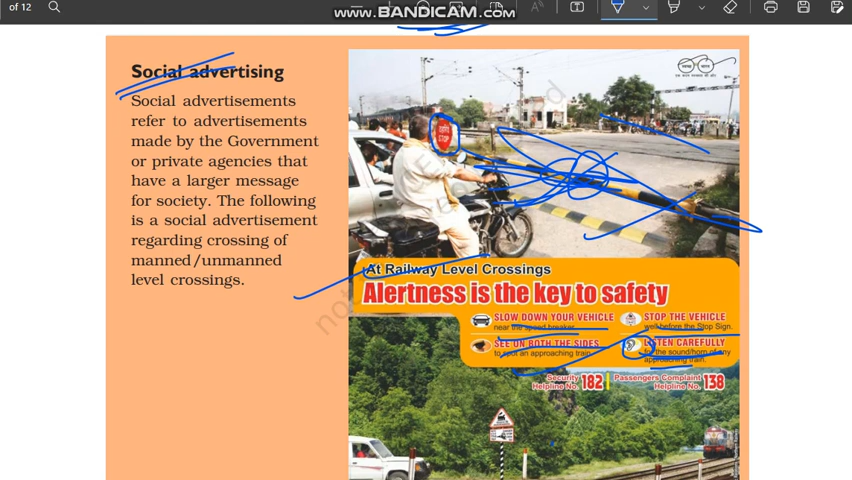 of 12
www.BANDICAM.com
Social advertising
Social advertisements
refer to advertisements
made by the Government
or private agencies that
have a larger message
for society. The following
is a social advertisement
regarding crossing of
manned/unmanned
level crossings.
STOP
At Railway Level Crossings
Alertness is the key to safety
SLOW DOWN YOUR VEHICLE
near the speed breaker.
STOP THE VEHICLE
well before the Stop Sign.
SEE ON BOTH THE SIDES
to spot an approaching train.
LISTEN CAREFULLY
for the sound/horn of any
approaching train.
Security
Helpline No. 182
Passengers Complaint
Helpline No. 138